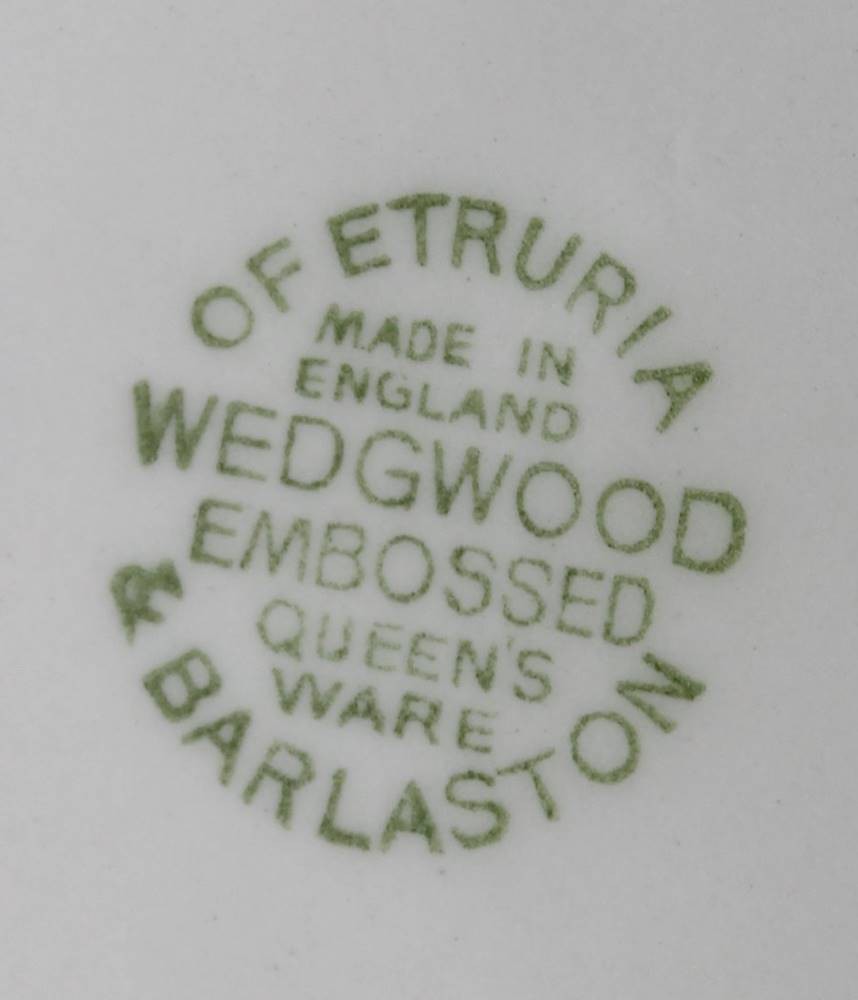 OF ETRURIA
MADE IN
ENGLAND
WEDGWOOD
EMBOSSED
QUEEN'S
WARE
& BARLASTON